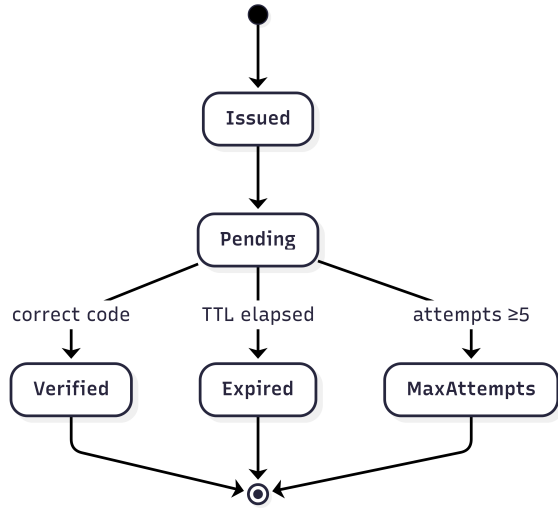 Issued
Pending
correct code
TTL elapsed
attempts ≥5
Verified
Expired
MaxAttempts